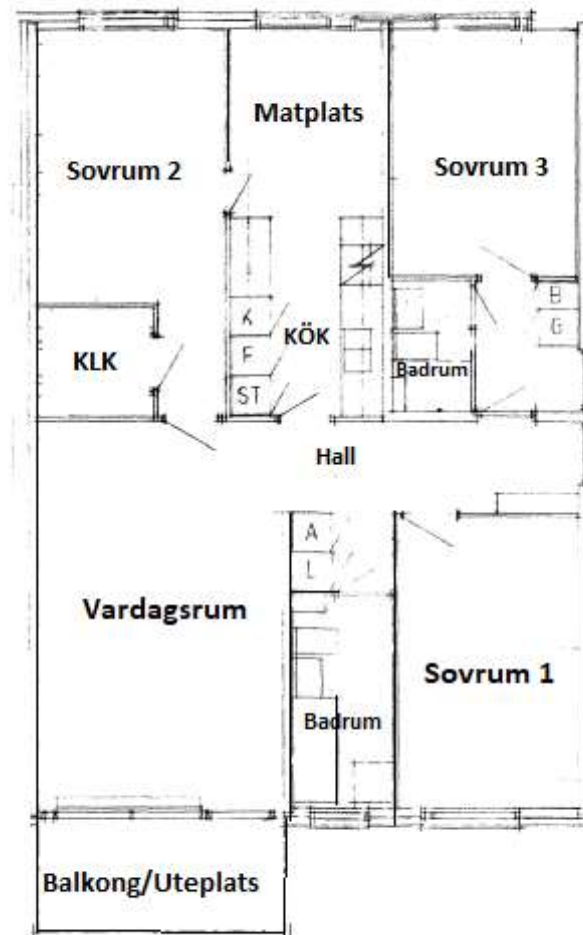 Matplats
Sovrum 2
Sovrum 3
B
G
K
F
ST
KÖK
KLK
Badrum
Hall
A
L
Vardagsrum
Sovrum 1
Badrum
Balkong/Uteplats